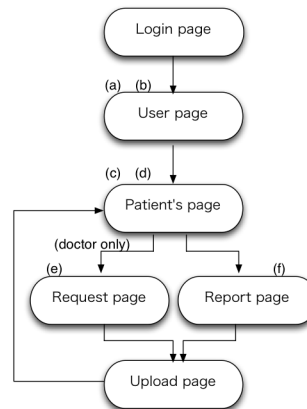 Login page
(a) (b)
User page
(c) (d)
Patient's page
(doctor only)
(e) (f)
Request page Report page
Upload page